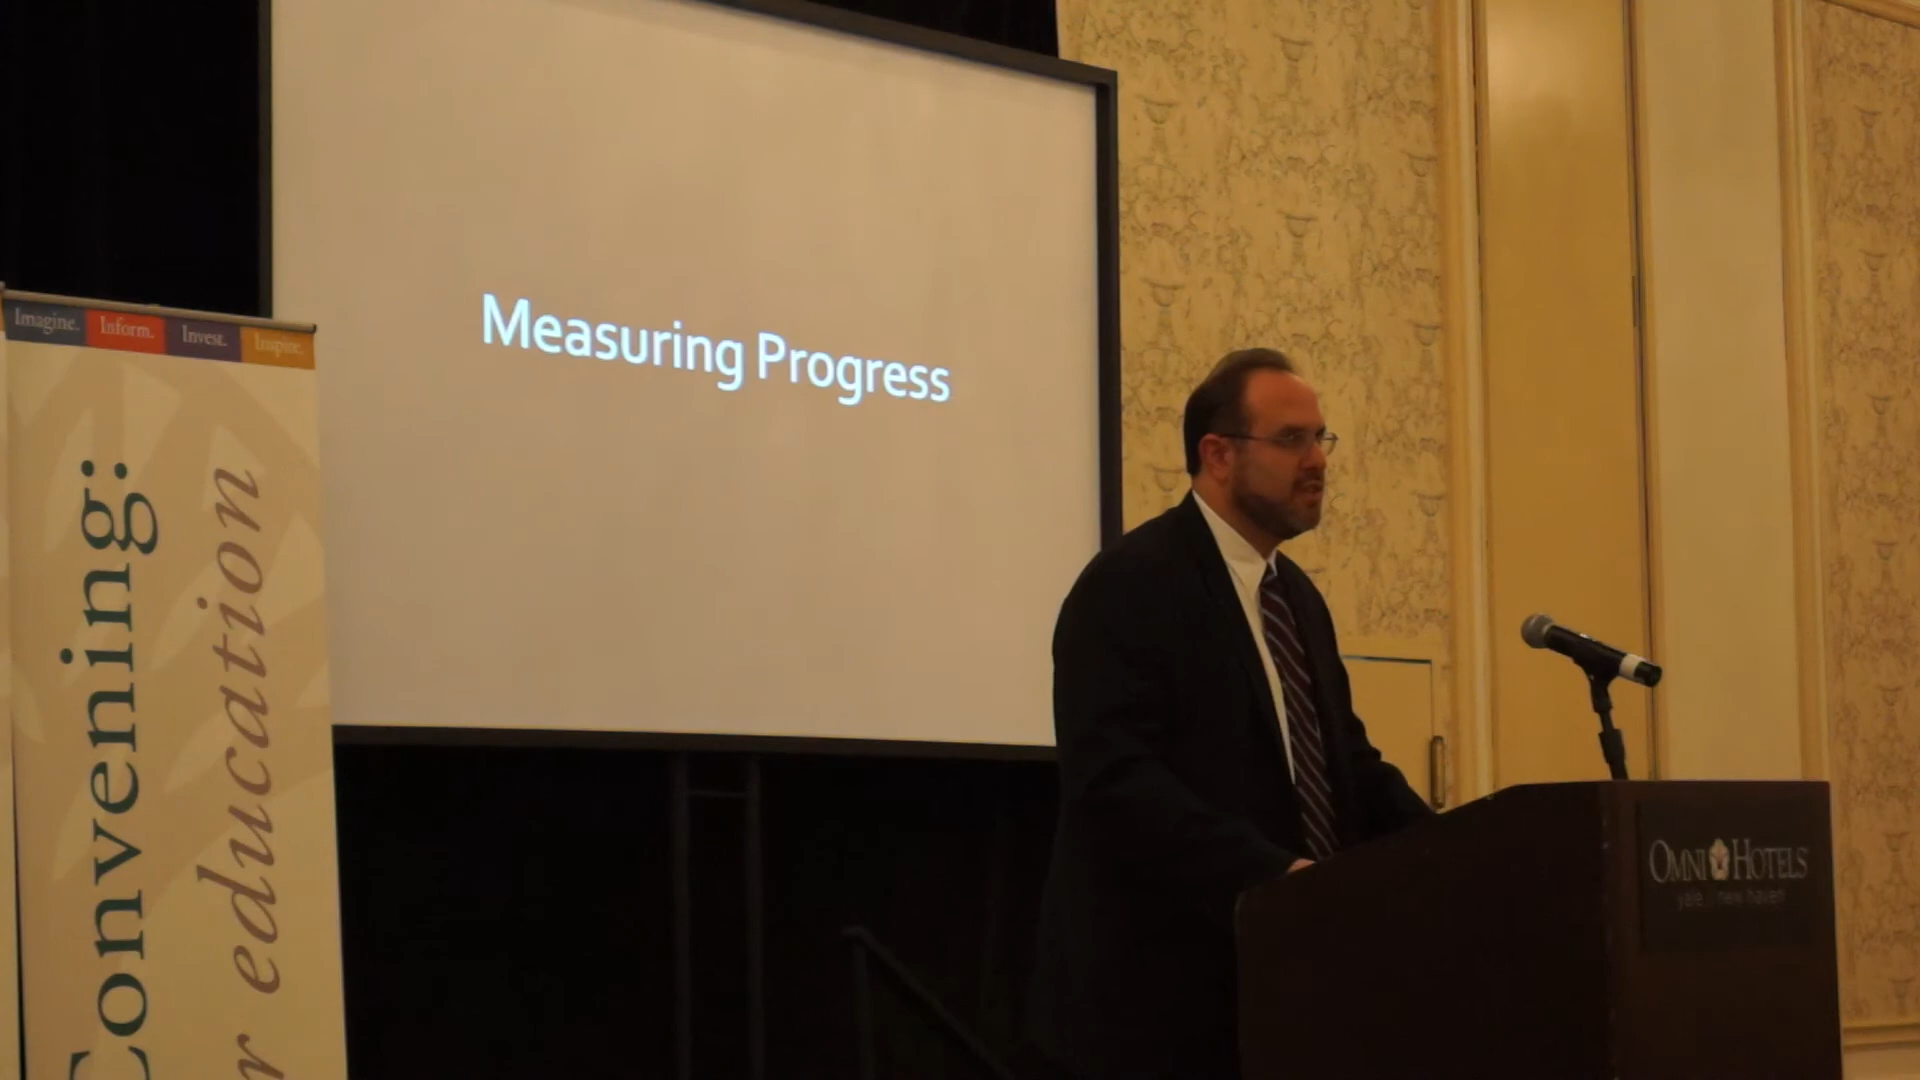 Imagine. Inform. Invest. Inspire.
Convening:
r education
Measuring Progress
OMNI HOTELS
yale new haven